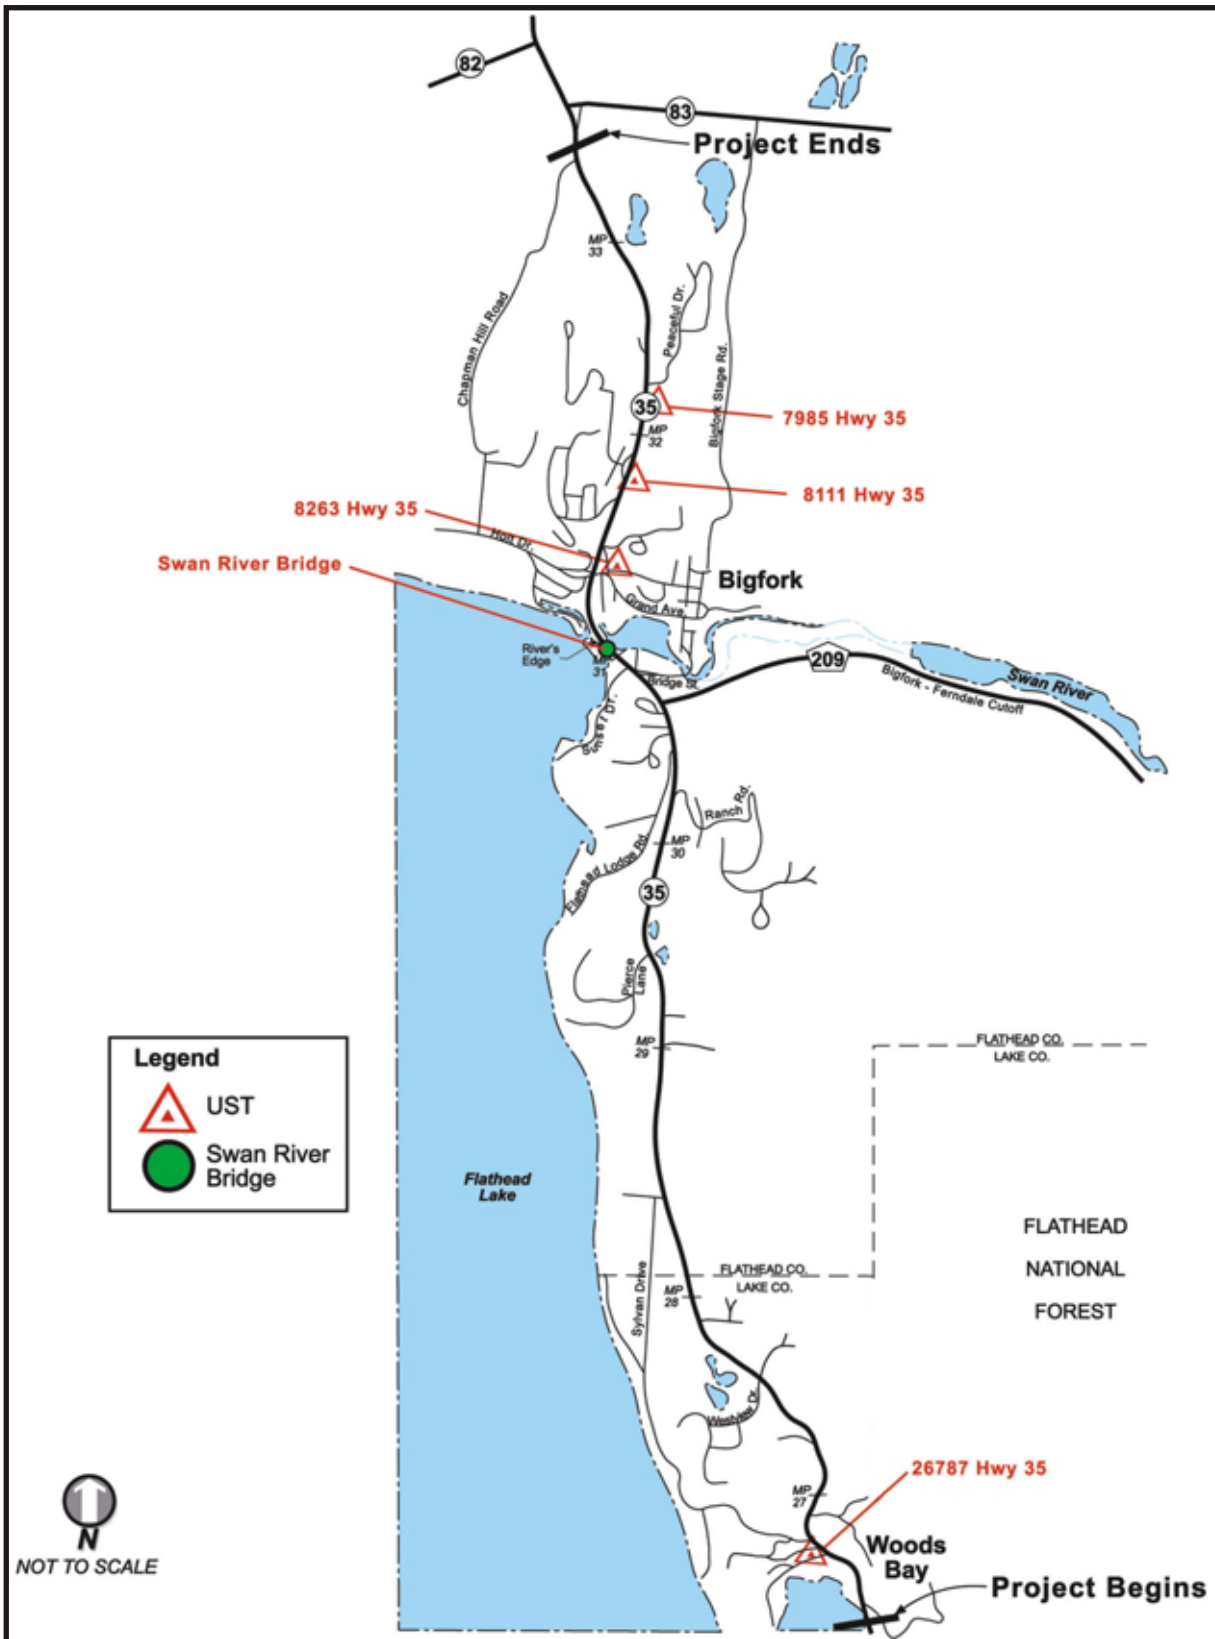 82
83
Project Ends
MP
33
Chapman Hill Road
Peaceful Dr.
Bigfork Stage Rd.
35
7985 Hwy 35
MP
32
8111 Hwy 35
8263 Hwy 35
Holt Dr.
Swan River Bridge
Bigfork
Grand Ave.
River's
Edge
MP
31
Bridge St.
209
Swan River
Bigfork - Ferndale Cutoff
Sunset Dr.
Ranch Rd.
MP
30
Flathead Lodge Rd.
35
Pierce
Lane
MP
29
FLATHEAD CO.
LAKE CO.
Legend
UST
Swan River
Bridge
Flathead
Lake
FLATHEAD
NATIONAL
FOREST
FLATHEAD CO.
LAKE CO.
Sylvan Drive
MP
28
Westview Dr.
26787 Hwy 35
MP
27
N
NOT TO SCALE
Woods
Bay
Project Begins